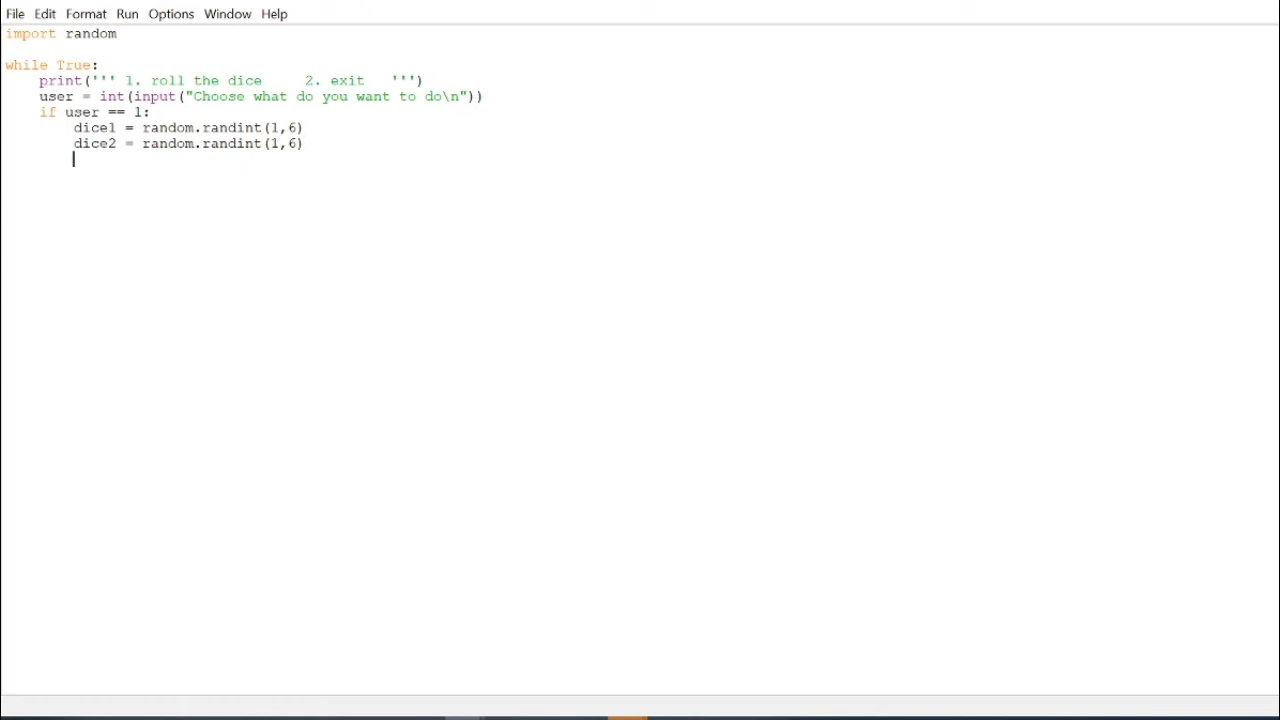 File Edit Format Run Options Window Help
import random
while True:
    print(''' 1. roll the dice     2. exit   ''')
    user = int(input("Choose what do you want to do\n"))
    if user == 1:
        dice1 = random.randint(1,6)
        dice2 = random.randint(1,6)